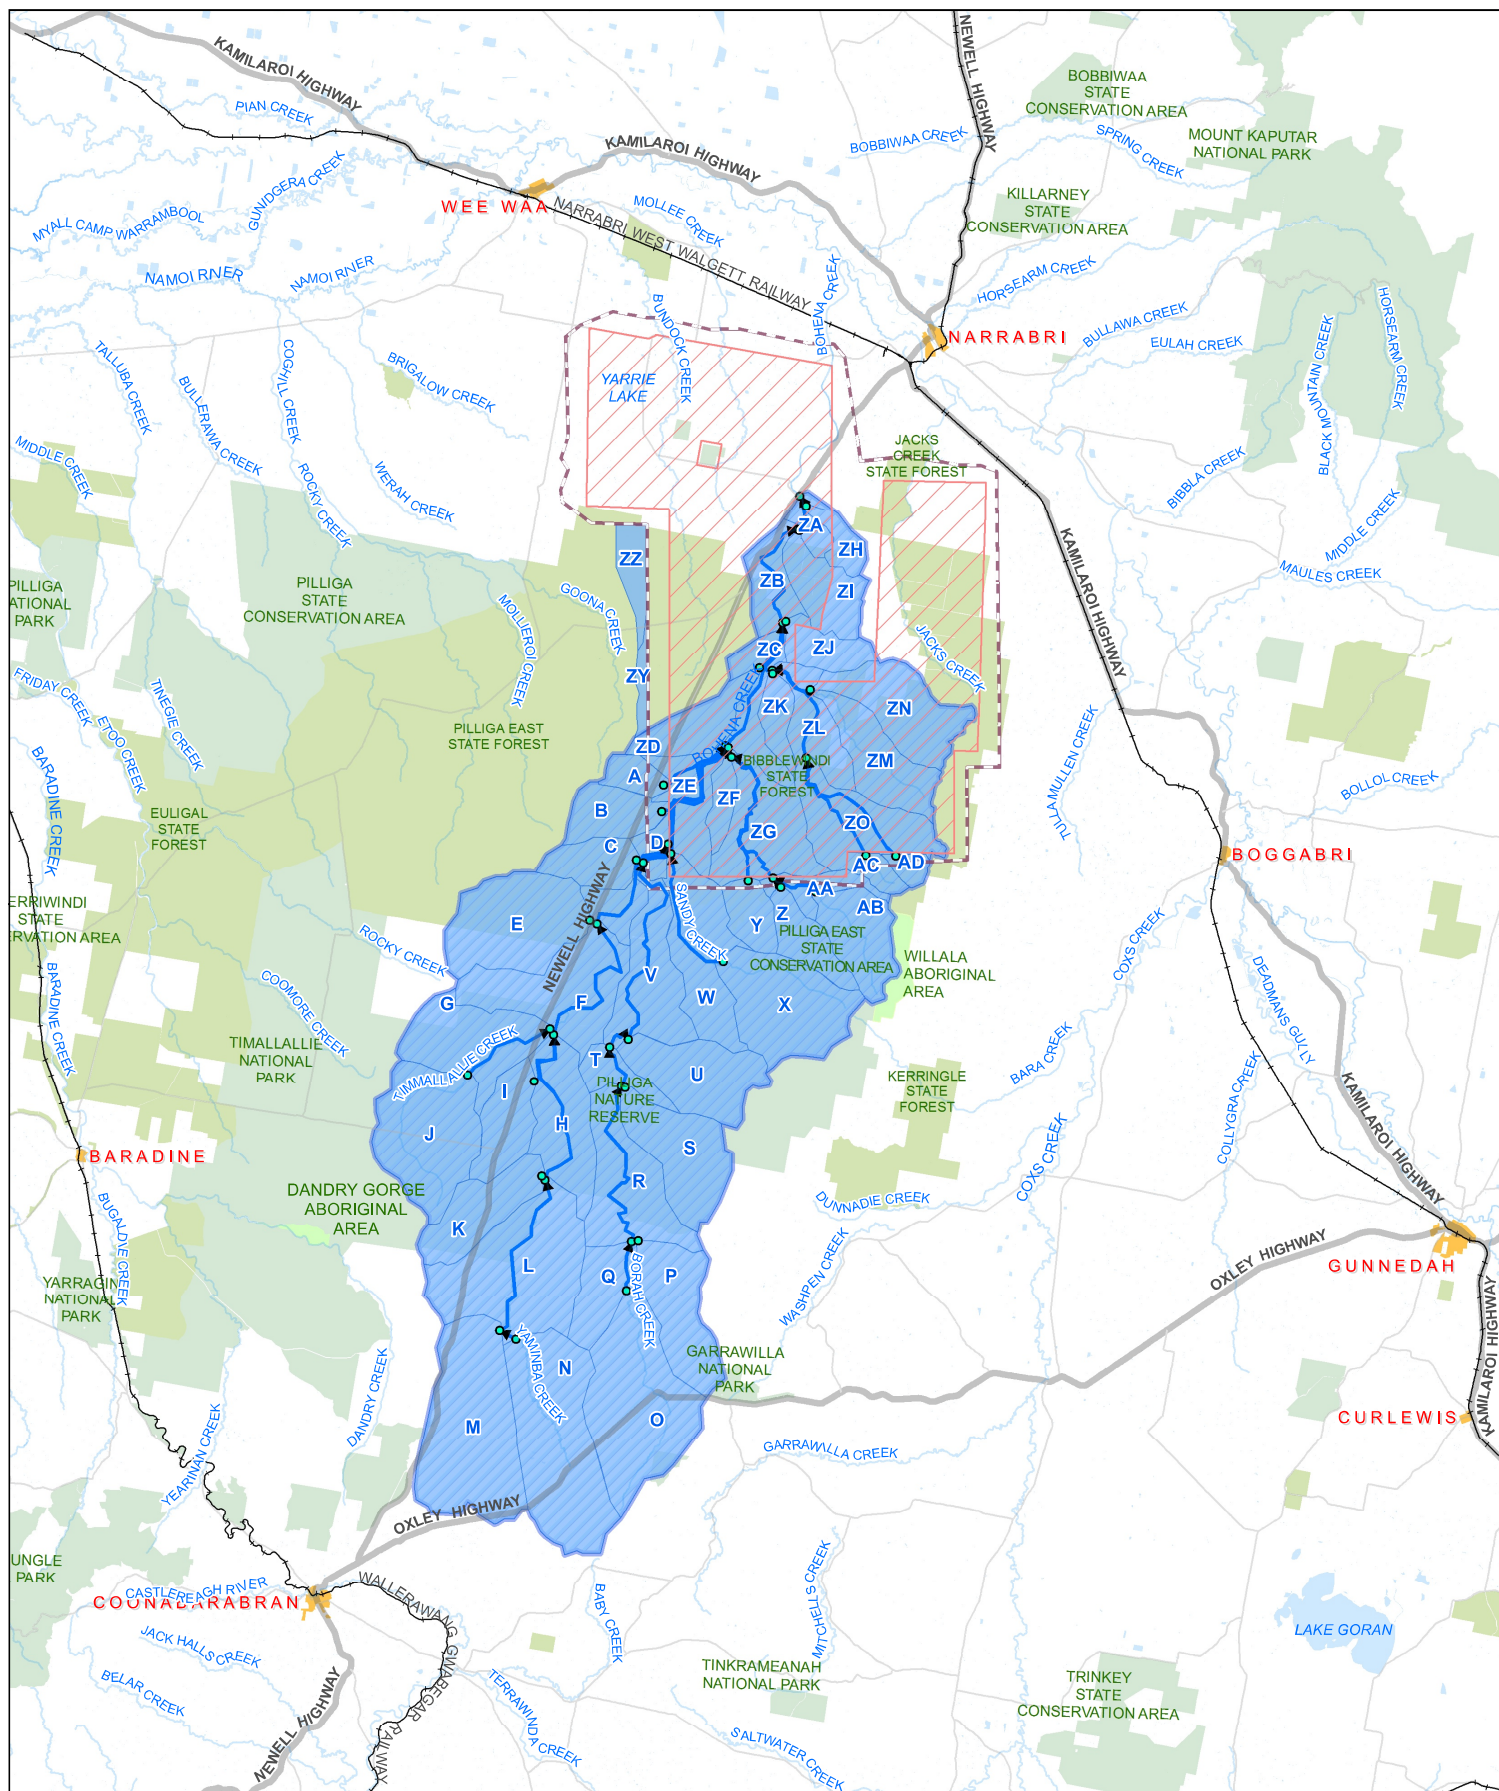 KAMILAROI HIGHWAY
NEWELL HIGHWAY
PIAN CREEK
BOBBIWAA
STATE
CONSERVATION AREA
BOBBIWAA CREEK
SPRING CREEK
MOUNT KAPUTAR
NATIONAL PARK
KAMILAROI HIGHWAY
GUNIDGERA CREEK
WEE WAA
NARRABRI WEST WALGETT RAILWAY
MOLLEE CREEK
KILLARNEY
STATE
CONSERVATION AREA
MYALL CAMP WARRAMBOOL
NAMOI RIVER
NAMOI RIVER
BOHENA CREEK
HORSEARM CREEK
BUNDOCK CREEK
NARRABRI
BULLAWA CREEK
EULAH CREEK
BLACK MOUNTAIN CREEK
HORSEARM CREEK
TALLUBA CREEK
BULLERAWA CREEK
COGHILL CREEK
BRIGALOW CREEK
YARRIE
LAKE
MIDDLE CREEK
ROCKY CREEK
WERAH CREEK
JACKS
CREEK
STATE FOREST
BIBBLA CREEK
MIDDLE CREEK
MAULES CREEK
KAMILAROI HIGHWAY
ZA
ZH
ZZ
ZB
ZI
PILLIGA
ATIONAL
PARK
PILLIGA
STATE
CONSERVATION AREA
GOONA CREEK
MOLLIEROI CREEK
ZC
ZJ
JACKS CREEK
FRIDAY CREEK
ETOO CREEK
TINEGIE CREEK
ZY
BOHENA CREEK
ZK
ZN
ZL
PILLIGA EAST
STATE FOREST
ZD
ZM
BARADINE CREEK
A
ZE
BIBBLEWINDI
STATE
FOREST
TULLAMULLEN CREEK
BOLLOL CREEK
B
ZF
EULIGAL
STATE
FOREST
ZG
ZO
C
D
AC
AD
BOGGABRI
AA
ERRIWINDI
STATE
RVATION AREA
E
NEWELL HIGHWAY
SANDY CREEK
Y
Z
AB
PILLIGA EAST
STATE
CONSERVATION AREA
WILLALA
ABORIGINAL
AREA
COXS CREEK
DEADMANS GULLY
ROCKY CREEK
BARADINE CREEK
COOMORE CREEK
G
F
V
W
X
TIMALLALLIE
NATIONAL
PARK
TIMMALLALLIE CREEK
T
U
I
PILLIGA
NATURE
RESERVE
KERRINGLE
STATE
FOREST
BARA CREEK
COLLYGRA CREEK
KAMILAROI HIGHWAY
J
H
S
BARADINE
R
DANDRY GORGE
ABORIGINAL
AREA
BUGALDIE CREEK
DUNNADIE CREEK
COXS CREEK
K
L
Q
P
BORAH CREEK
WASHPEN CREEK
OXLEY HIGHWAY
GUNNEDAH
YARRAGIN
NATIONAL
PARK
YAMINBA CREEK
N
GARRAWILLA
NATIONAL
PARK
KAMILAROI HIGHWAY
DANDRY CREEK
M
O
CURLEWIS
YEARINAN CREEK
GARRAWILLA CREEK
OXLEY HIGHWAY
UNGLE
PARK
CASTLEREAGH RIVER
COONABARABRAN
WALLERAWANG GWABEGAR RAILWAY
BABY CREEK
MITCHELLS CREEK
LAKE GORAN
JACK HALLS CREEK
BELAR CREEK
NEWELL HIGHWAY
TERRAWINDA CREEK
TINKRAMEANAH
NATIONAL PARK
SALTWATER CREEK
TRINKEY
STATE
CONSERVATION AREA